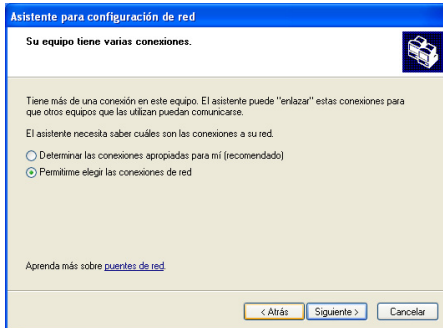 Asistente para configuración de red
Su equipo tiene varias conexiones.
Tiene más de una conexión en este equipo. El asistente puede "enlazar" estas conexiones para
que otros equipos que las utilizan puedan comunicarse.
El asistente necesita saber cuáles son las conexiones a su red.
Determinar las conexiones apropiadas para mí (recomendado)
Permitirme elegir las conexiones de red
Aprenda más sobre puentes de red.
< Atrás
Siguiente >
Cancelar